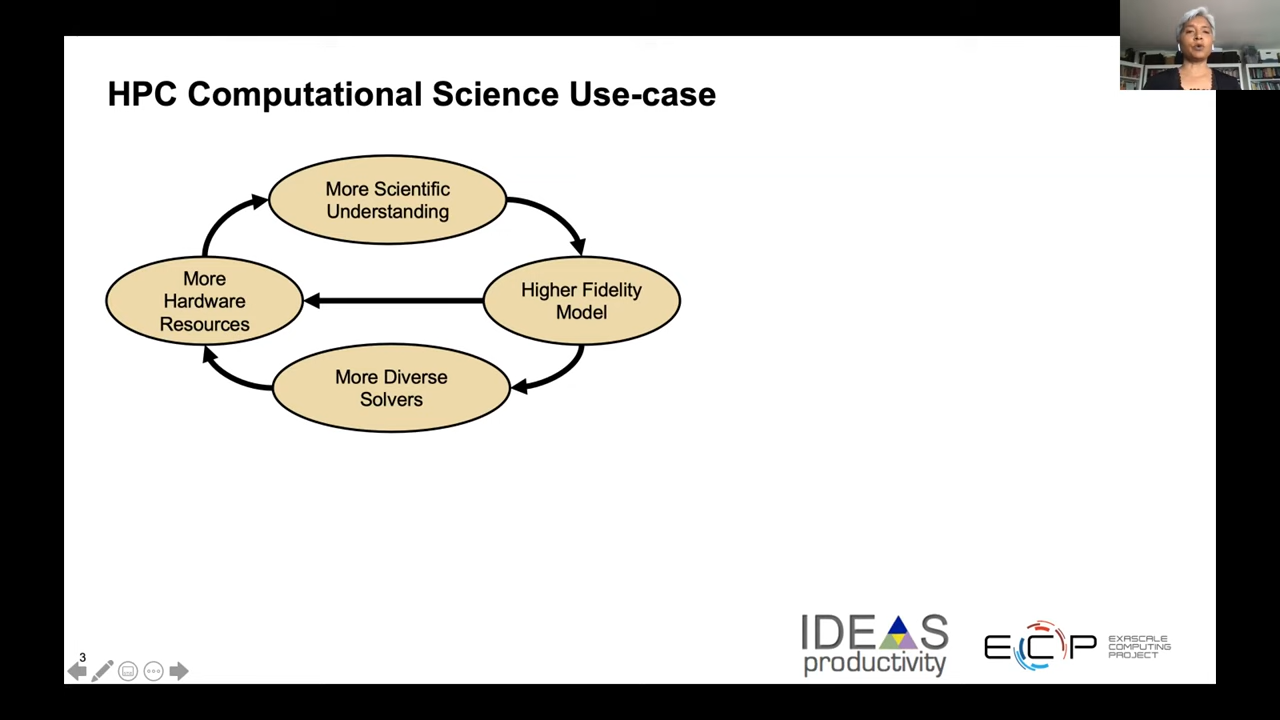 HPC Computational Science Use-case
More Scientific
Understanding
More
Hardware
Resources
Higher Fidelity
Model
More Diverse
Solvers
3
IDEAS
productivity
ECP
EXASCALE
COMPUTING
PROJECT